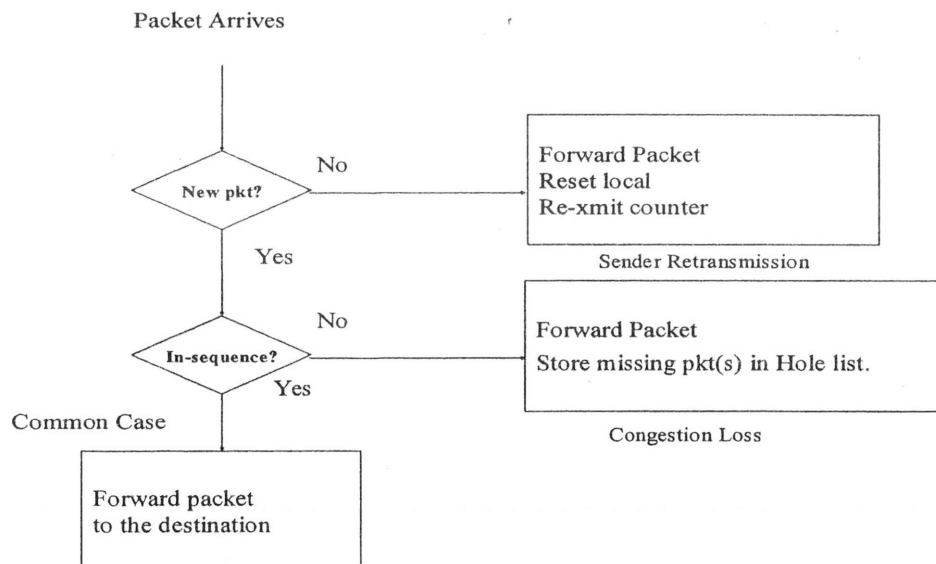 Packet Arrives
No
New pkt?
Forward Packet
Reset local
Re-xmit counter
Yes
Sender Retransmission
No
In-sequence?
Forward Packet
Store missing pkt(s) in Hole list.
Yes
Common Case
Congestion Loss
Forward packet
to the destination